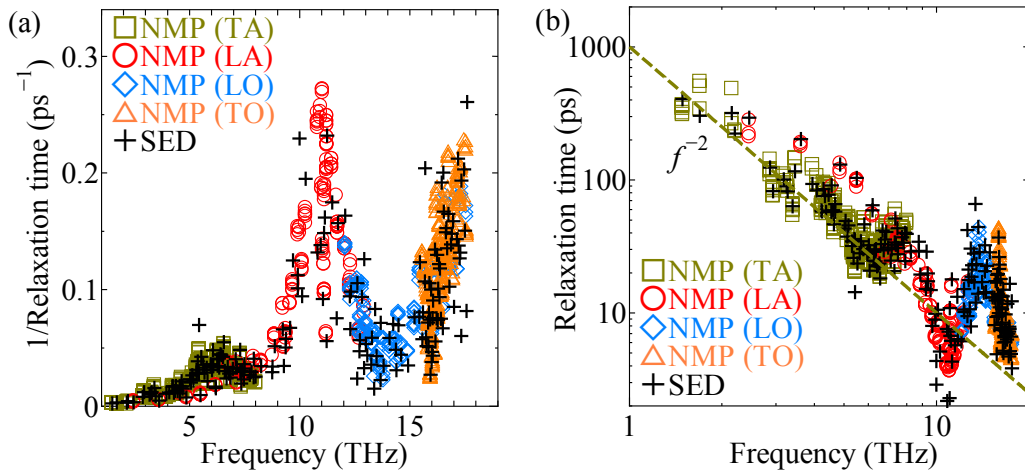 (a)
NMP (TA)
NMP (LA)
NMP (LO)
NMP (TO)
SED
0.3
0.2
0.1
0
1/Relaxation time (ps⁻¹)
5
10
15
Frequency (THz)
(b)
1000
100
10
Relaxation time (ps)
f⁻²
NMP (TA)
NMP (LA)
NMP (LO)
NMP (TO)
SED
1
10
Frequency (THz)